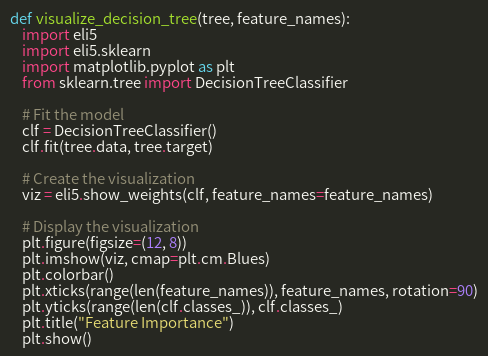 def visualize_decision_tree(tree, feature_names):
import eli5
import eli5.sklearn
import matplotlib.pyplot as plt
from sklearn.tree import DecisionTreeClassifier
# Fit the model
clf = DecisionTreeClassifier()
clf.fit(tree.data, tree.target)
# Create the visualization
viz = eli5.show_weights(clf, feature_names=feature_names)
# Display the visualization
plt.figure(figsize=(12, 8))
plt.imshow(viz, cmap=plt.cm.Blues)
plt.colorbar()
plt.xticks(range(len(feature_names)), feature_names, rotation=90)
plt.yticks(range(len(clf.classes_)), clf.classes_)
plt.title("Feature Importance")
plt.show()